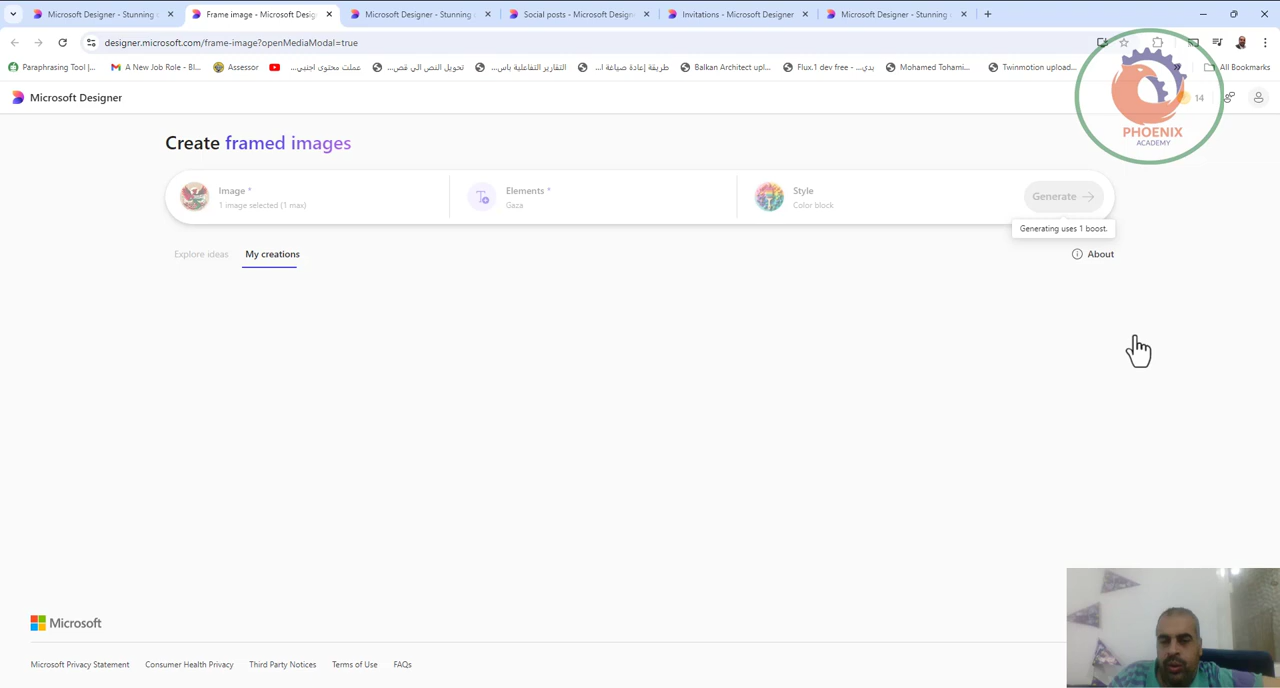 Microsoft Designer - Stunning
Frame image - Microsoft Desig
Microsoft Designer - Stunning
Social posts - Microsoft Designer
Invitations - Microsoft Designer
Microsoft Designer - Stunning
designer.microsoft.com/frame-image?openMediaModal=true
Paraphrasing Tool |...
A New Job Role - Bl...
Assessor
عملت محتوى اجنبي...
تحويل النص الي فص...
التقارير التفاعلية باس...
طريقة إعادة صياغة ا...
Balkan Architect upl...
Flux.1 dev free - ...بدي
Mohamed Tohami...
Twinmotion upload...
All Bookmarks
Microsoft Designer
14
PHOENIX
ACADEMY
Create framed images
Image *
1 image selected (1 max)
Elements *
Gaza
Style
Color block
Generate
Generating uses 1 boost.
Explore ideas
My creations
About
Microsoft
Microsoft Privacy Statement
Consumer Health Privacy
Third Party Notices
Terms of Use
FAQs